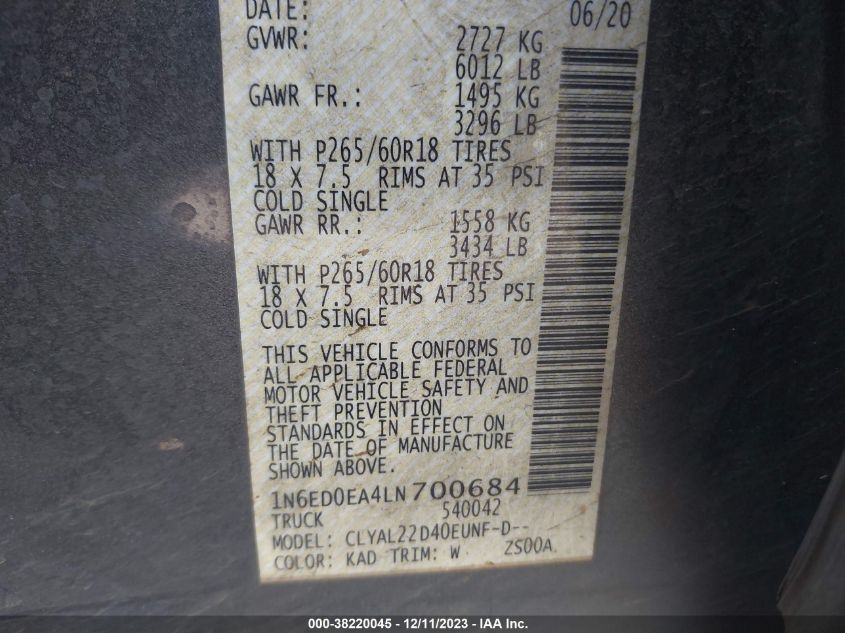 DATE: 06/20
GVWR: 2727 KG
6012 LB
GAWR FR.: 1495 KG
3296 LB
WITH P265/60R18 TIRES
18 X 7.5 RIMS AT 35 PSI
COLD SINGLE
GAWR RR.: 1558 KG
3434 LB
WITH P265/60R18 TIRES
18 X 7.5 RIMS AT 35 PSI
COLD SINGLE
THIS VEHICLE CONFORMS TO
ALL APPLICABLE FEDERAL
MOTOR VEHICLE SAFETY AND
THEFT PREVENTION
STANDARDS IN EFFECT ON
THE DATE OF MANUFACTURE
SHOWN ABOVE.
1N6ED0EA4LN700684
TRUCK 540042
MODEL: CLYAL22D40EUNF-D--
COLOR: KAD TRIM: W ZS00A
000-38220045 - 12/11/2023 - IAA Inc.